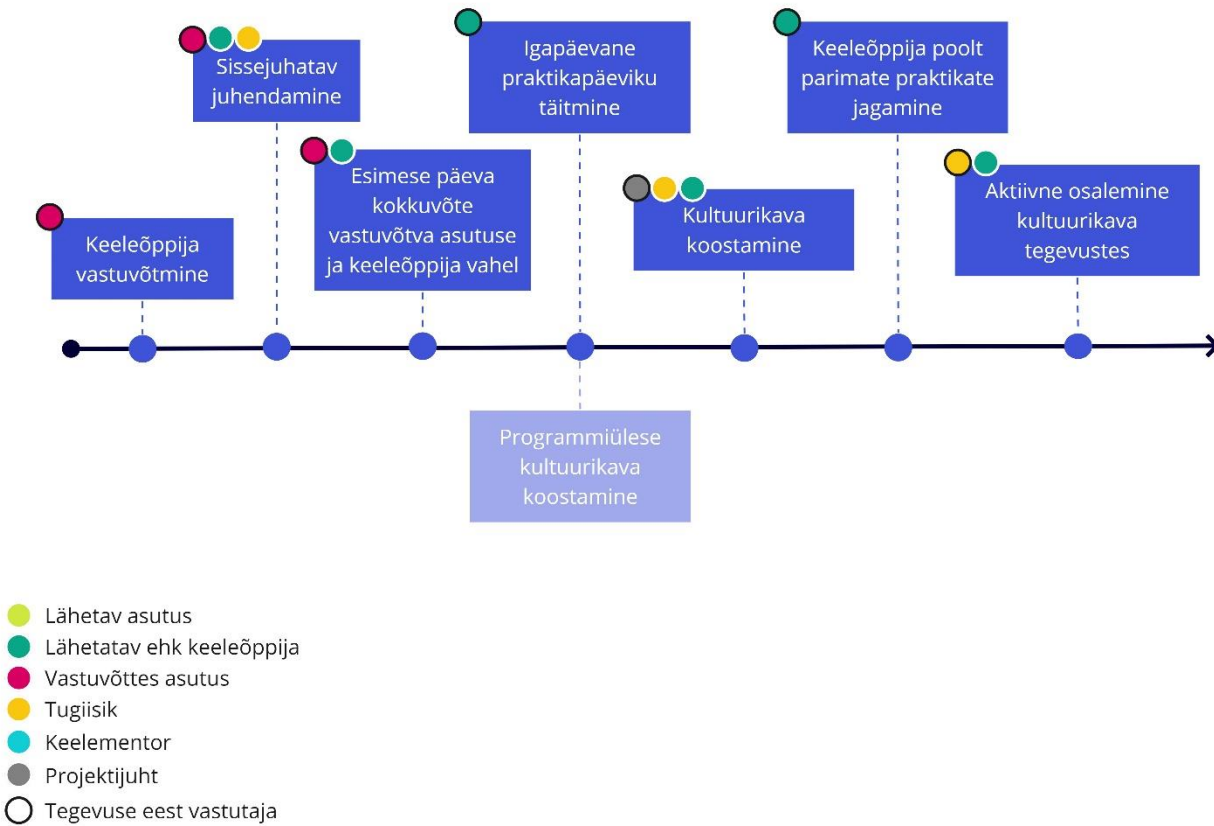 Sissejuhatav
juhendamine
Igapäevane
praktikapäeviku
täitmine
Keeleõppija poolt
parimate praktikate
jagamine
Keeleõppija
vastuvõtmine
Esimese päeva
kokkuvõte
vastuvõtva asutuse
ja keeleõppija vahel
Kultuurikava
koostamine
Aktiivne osalemine
kultuurikava
tegevustes
Programmiülese
kultuurikava
koostamine
Lähetav asutus
Lähetatav ehk keeleõppija
Vastuvõttes asutus
Tugiisik
Keelementor
Projektijuht
Tegevuse eest vastutaja